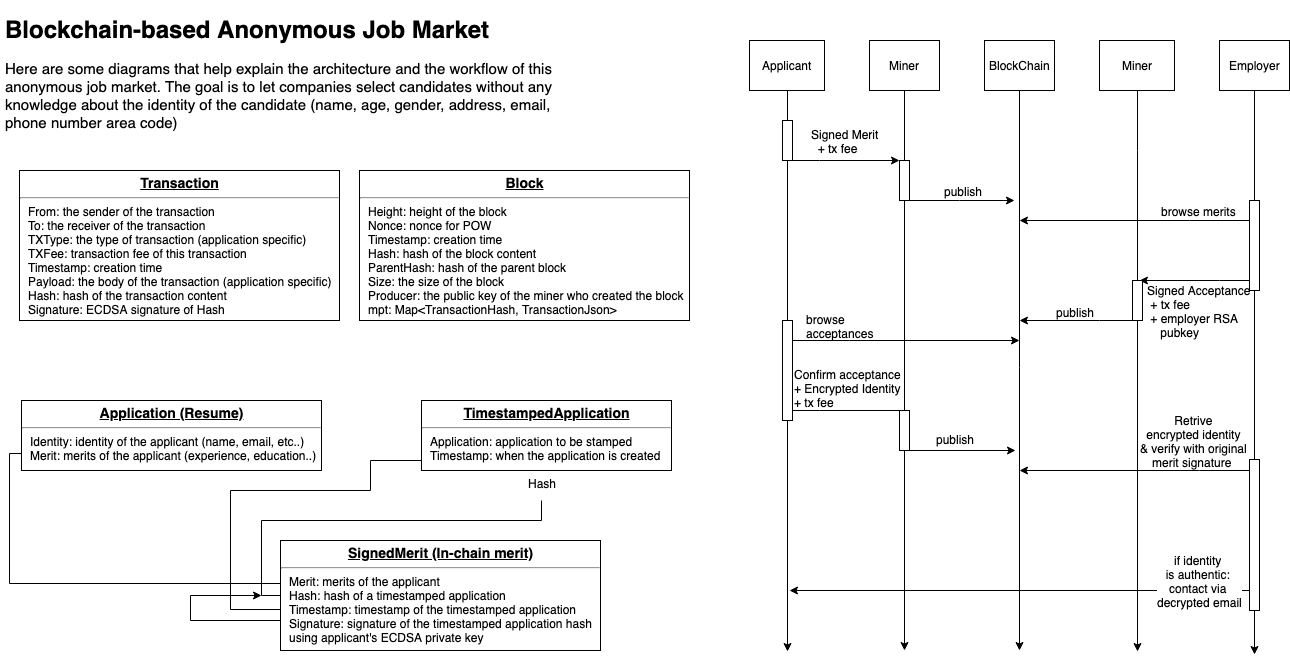 Blockchain-based Anonymous Job Market
Here are some diagrams that help explain the architecture and the workflow of this
anonymous job market. The goal is to let companies select candidates without any
knowledge about the identity of the candidate (name, age, gender, address, email,
phone number area code)
Transaction
From: the sender of the transaction
To: the receiver of the transaction
TXType: the type of transaction (application specific)
TXFee: transaction fee of this transaction
Timestamp: creation time
Payload: the body of the transaction (application specific)
Hash: hash of the transaction content
Signature: ECDSA signature of Hash
Block
Height: height of the block
Nonce: nonce for POW
Timestamp: creation time
Hash: hash of the block content
ParentHash: hash of the parent block
Size: the size of the block
Producer: the public key of the miner who created the block
mpt: Map<TransactionHash, TransactionJson>
Application (Resume)
Identity: identity of the applicant (name, email, etc..)
Merit: merits of the applicant (experience, education..)
TimestampedApplication
Application: application to be stamped
Timestamp: when the application is created
Hash
SignedMerit (In-chain merit)
Merit: merits of the applicant
Hash: hash of a timestamped application
Timestamp: timestamp of the timestamped application
Signature: signature of the timestamped application hash
using applicant's ECDSA private key
Applicant
Miner
BlockChain
Miner
Employer
Signed Merit
+ tx fee
publish
browse merits
Signed Acceptance
+ tx fee
+ employer RSA
pubkey
publish
browse
acceptances
Confirm acceptance
+ Encrypted Identity
+ tx fee
publish
Retrive
encrypted identity
& verify with original
merit signature
if identity
is authentic:
contact via
decrypted email